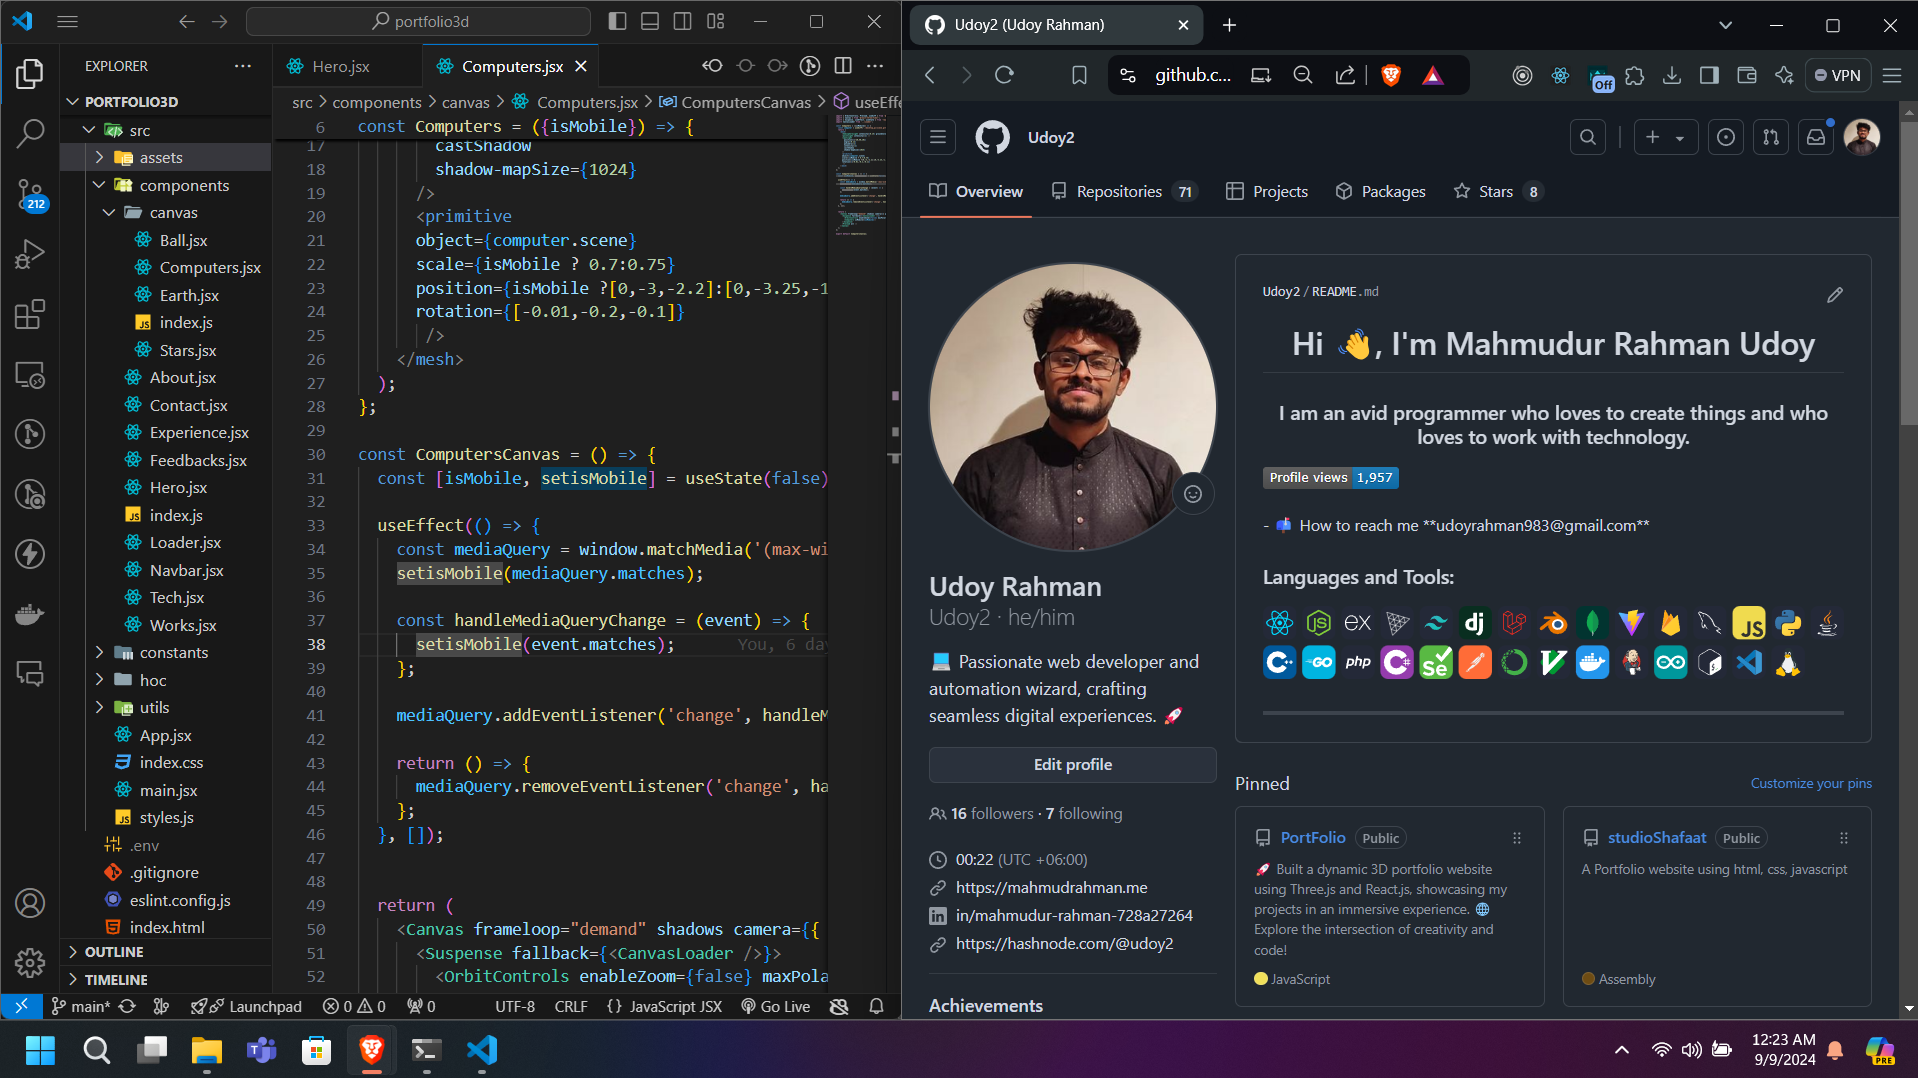 portfolio3d
EXPLORER
PORTFOLIO3D
src
assets
components
canvas
Ball.jsx
Computers.jsx
Earth.jsx
index.js
Stars.jsx
About.jsx
Contact.jsx
Experience.jsx
Feedbacks.jsx
Hero.jsx
index.js
Loader.jsx
Navbar.jsx
Tech.jsx
Works.jsx
constants
hoc
utils
App.jsx
index.css
main.jsx
styles.js
.env
.gitignore
eslint.config.js
index.html
OUTLINE
TIMELINE
212
Hero.jsx
Computers.jsx
src > components > canvas > Computers.jsx > ComputersCanvas > useEffe
6 const Computers = ({isMobile}) => {
17 castShadow
18 shadow-mapSize={1024}
19 />
20 <primitive
21 object={computer.scene}
22 scale={isMobile ? 0.7:0.75}
23 position={isMobile ?[0,-3,-2.2]:[0,-3.25,-1
24 rotation={[-0.01,-0.2,-0.1]}
25 />
26 </mesh>
27 );
28 };
29
30 const ComputersCanvas = () => {
31 const [isMobile, setisMobile] = useState(false)
32
33 useEffect(() => {
34 const mediaQuery = window.matchMedia('(max-wi
35 setisMobile(mediaQuery.matches);
36
37 const handleMediaQueryChange = (event) => {
38 setisMobile(event.matches); You, 6 day
39 };
40
41 mediaQuery.addEventListener('change', handleM
42
43 return () => {
44 mediaQuery.removeEventListener('change', ha
45 };
46 }, []);
47
48
49 return (
50 <Canvas frameloop="demand" shadows camera={{
51 <Suspense fallback={<CanvasLoader />}>
52 <OrbitControls enableZoom={false} maxPola
main* Launchpad 0 0 0 UTF-8 CRLF {} JavaScript JSX Go Live
Udoy2 (Udoy Rahman)
github.c... Off VPN
Udoy2
Overview Repositories 71 Projects Packages Stars 8
Udoy Rahman
Udoy2 · he/him
💻 Passionate web developer and
automation wizard, crafting
seamless digital experiences. 🚀
Edit profile
16 followers · 7 following
00:22 (UTC +06:00)
https://mahmudrahman.me
in/mahmudur-rahman-728a27264
https://hashnode.com/@udoy2
Achievements
Udoy2/README.md
Hi 👋, I'm Mahmudur Rahman Udoy
I am an avid programmer who loves to create things and who
loves to work with technology.
Profile views 1,957
- 📫 How to reach me **udoyrahman983@gmail.com**
Languages and Tools:
EX dj JS
C++ GO php C# Se
Pinned
Customize your pins
PortFolio Public
🚀 Built a dynamic 3D portfolio website
using Three.js and React.js, showcasing my
projects in an immersive experience. 🌐
Explore the intersection of creativity and
code!
JavaScript
studioShafaat Public
A Portfolio website using html, css, javascript
Assembly
12:23 AM
9/9/2024
PRE